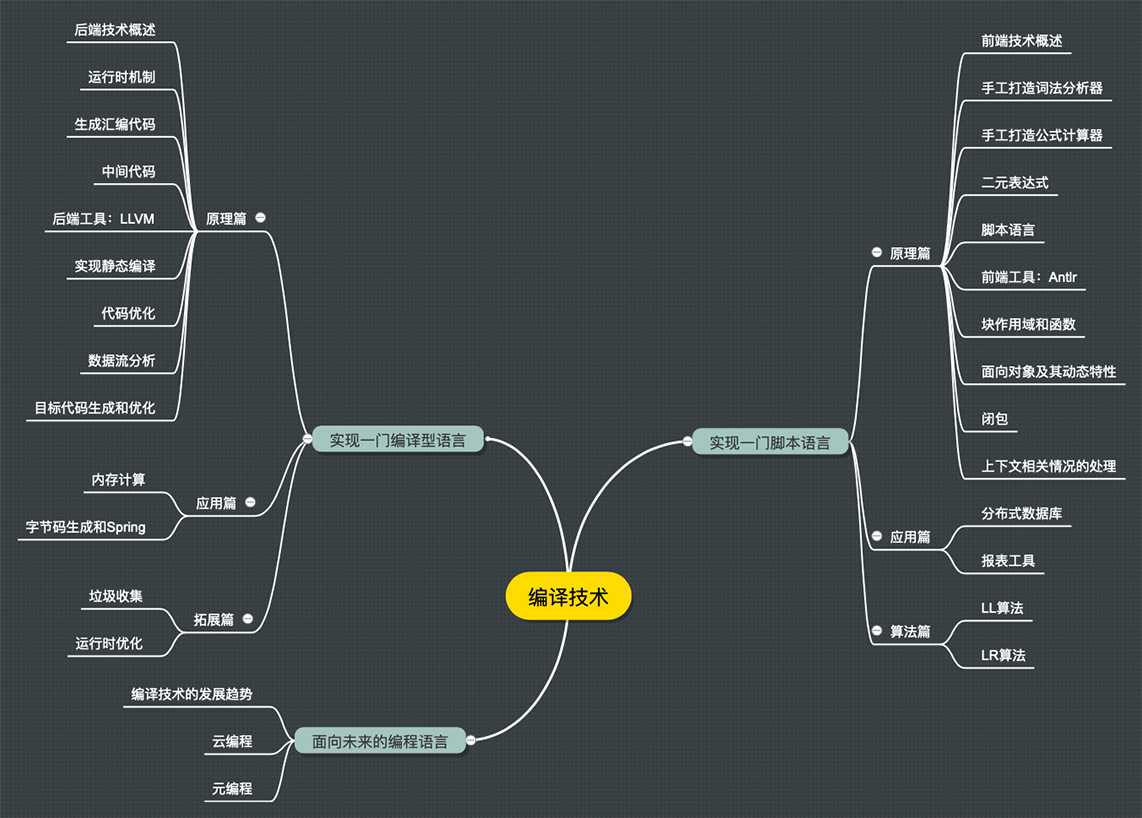 编译技术
实现一门脚本语言
原理篇
前端技术概述
手工打造词法分析器
手工打造公式计算器
二元表达式
脚本语言
前端工具：Antlr
块作用域和函数
面向对象及其动态特性
闭包
上下文相关情况的处理
应用篇
分布式数据库
报表工具
算法篇
LL算法
LR算法
实现一门编译型语言
原理篇
后端技术概述
运行时机制
生成汇编代码
中间代码
后端工具：LLVM
实现静态编译
代码优化
数据流分析
目标代码生成和优化
应用篇
内存计算
字节码生成和Spring
拓展篇
垃圾收集
运行时优化
面向未来的编程语言
编译技术的发展趋势
云编程
元编程